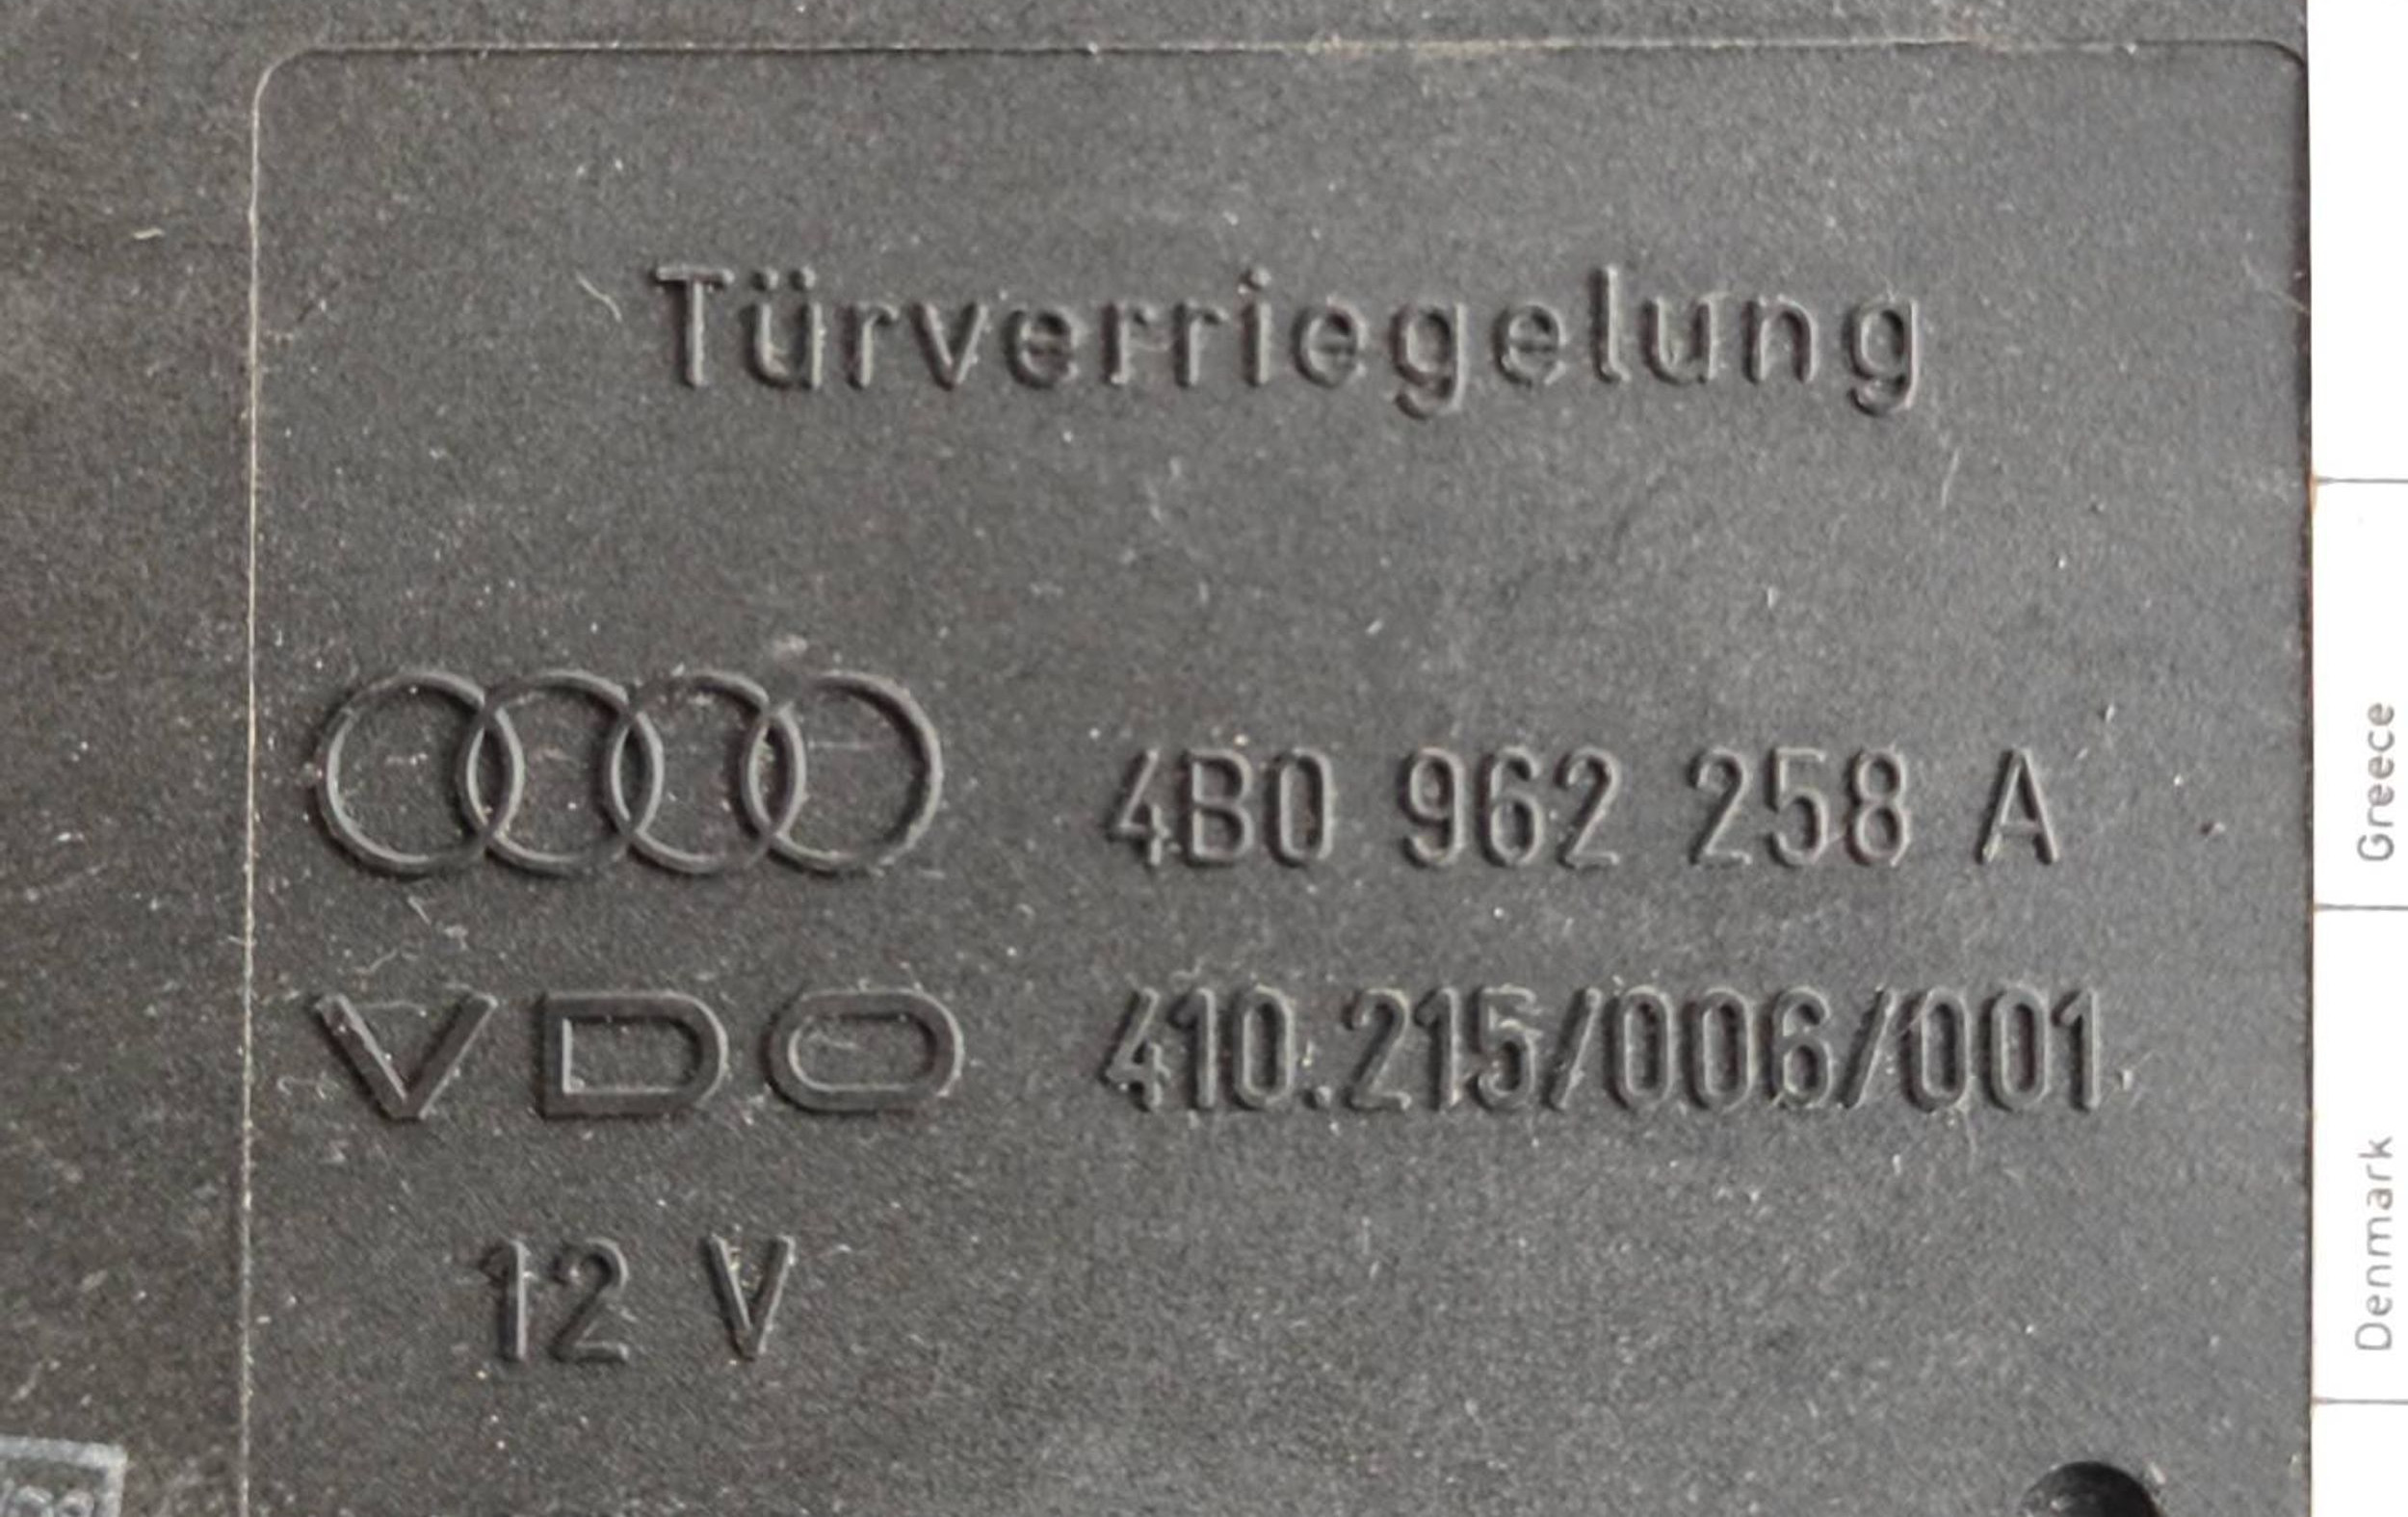 Türverriegelung
4B0 962 258 A
VDO 410.215/006/001
12 V
Greece
Denmark